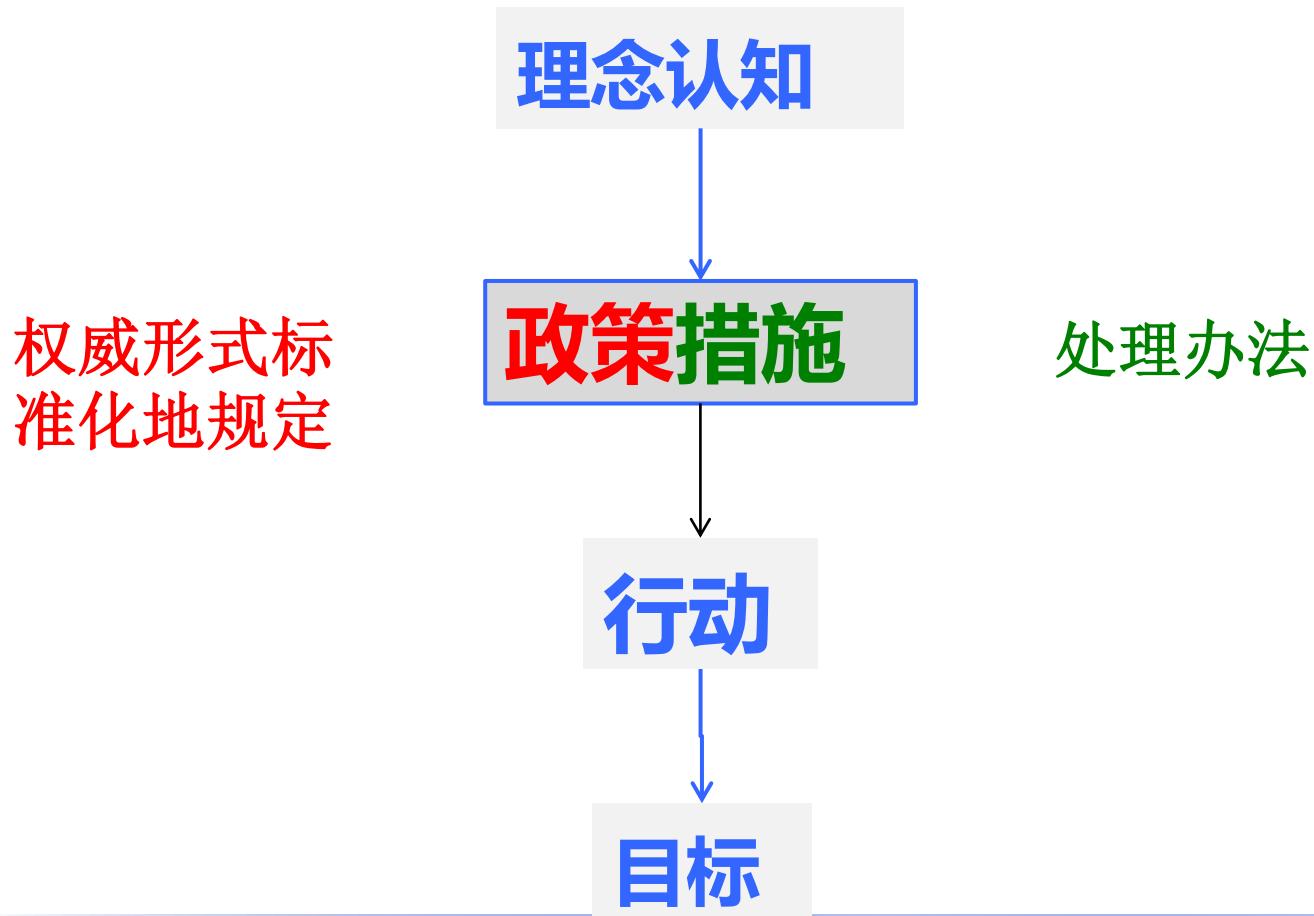 理念认知
权威形式标
准化地规定
政策措施
处理办法
行动
目标